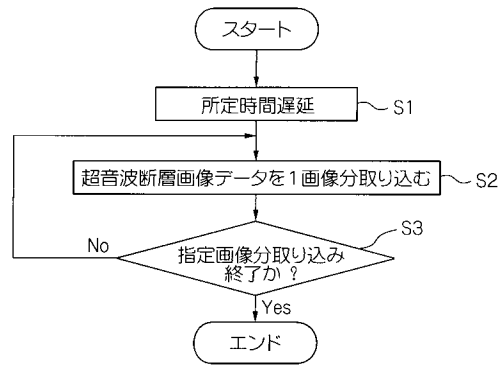 スタート
所定時間遅延
S1
超音波断層画像データを1画像分取り込む
S2
S3
指定画像分取り込み
終了か ?
No
Yes
エンド